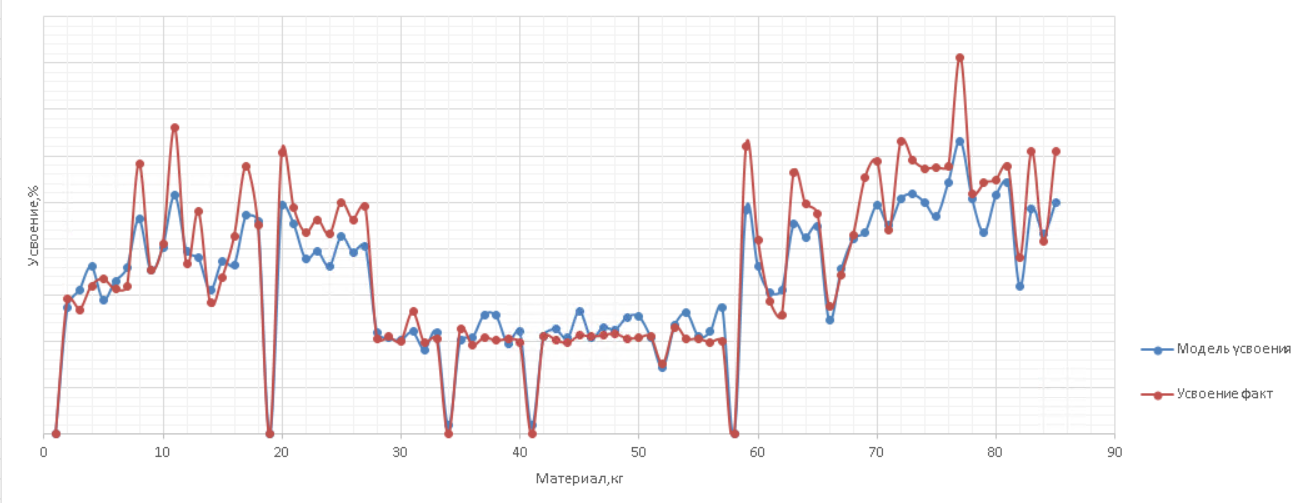 Усвоение,%
0 10 20 30 40 50 60 70 80 90
Материал,кг
Модель усвоения
Усвоение факт